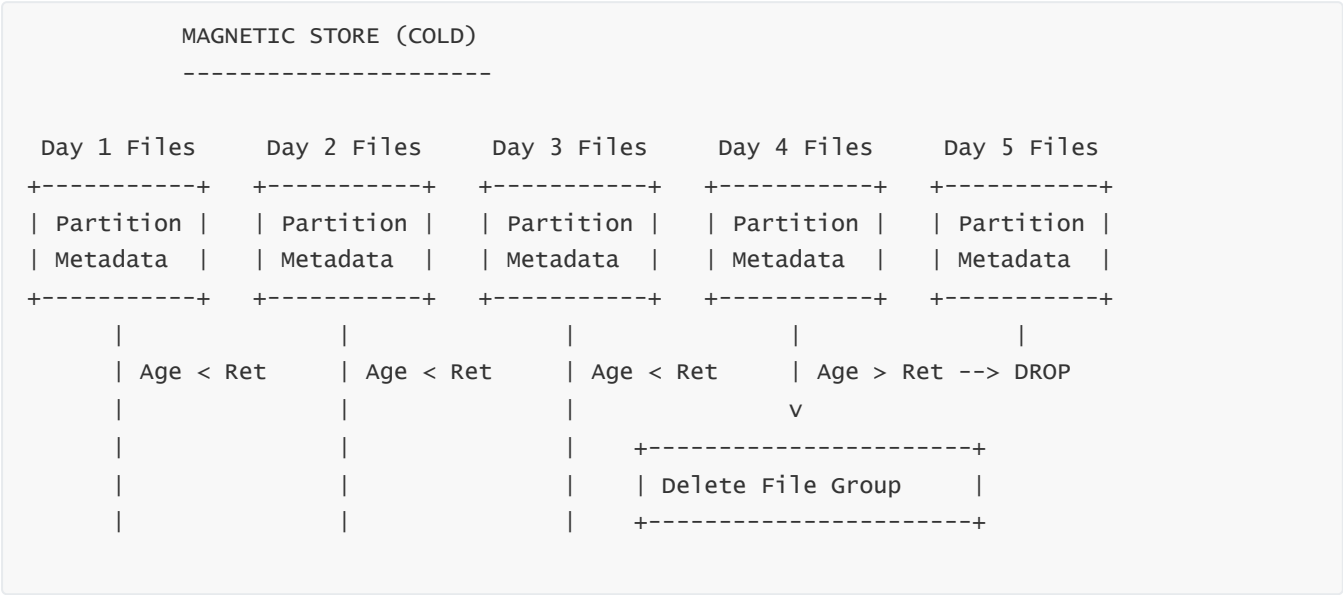 MAGNETIC STORE (COLD)
----------------------
Day 1 Files     Day 2 Files     Day 3 Files     Day 4 Files     Day 5 Files
+-----------+   +-----------+   +-----------+   +-----------+   +-----------+
| Partition |   | Partition |   | Partition |   | Partition |   | Partition |
| Metadata  |   | Metadata  |   | Metadata  |   | Metadata  |   | Metadata  |
+-----------+   +-----------+   +-----------+   +-----------+   +-----------+
      |               |               |               |               |
      | Age < Ret     | Age < Ret     | Age < Ret     | Age > Ret --> DROP
      |               |               |               v
      |               |               |    +-----------------------+
      |               |               |    | Delete File Group     |
      |               |               |    +-----------------------+